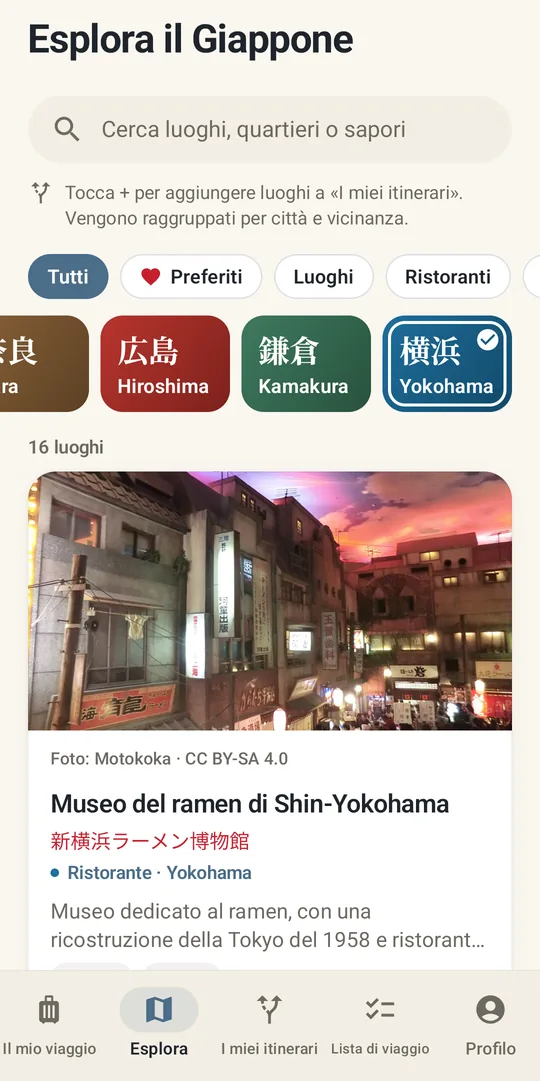 Esplora il Giappone
Cerca luoghi, quartieri o sapori
Tocca + per aggiungere luoghi a «I miei itinerari».
Vengono raggruppati per città e vicinanza.
Tutti
Preferiti
Luoghi
Ristoranti
良
ra
広島
Hiroshima
鎌倉
Kamakura
横浜
Yokohama
16 luoghi
Foto: Motokoka · CC BY-SA 4.0
Museo del ramen di Shin-Yokohama
新横浜ラーメン博物館
Ristorante · Yokohama
Museo dedicato al ramen, con una
ricostruzione della Tokyo del 1958 e ristorant…
Il mio viaggio
Esplora
I miei itinerari
Lista di viaggio
Profilo